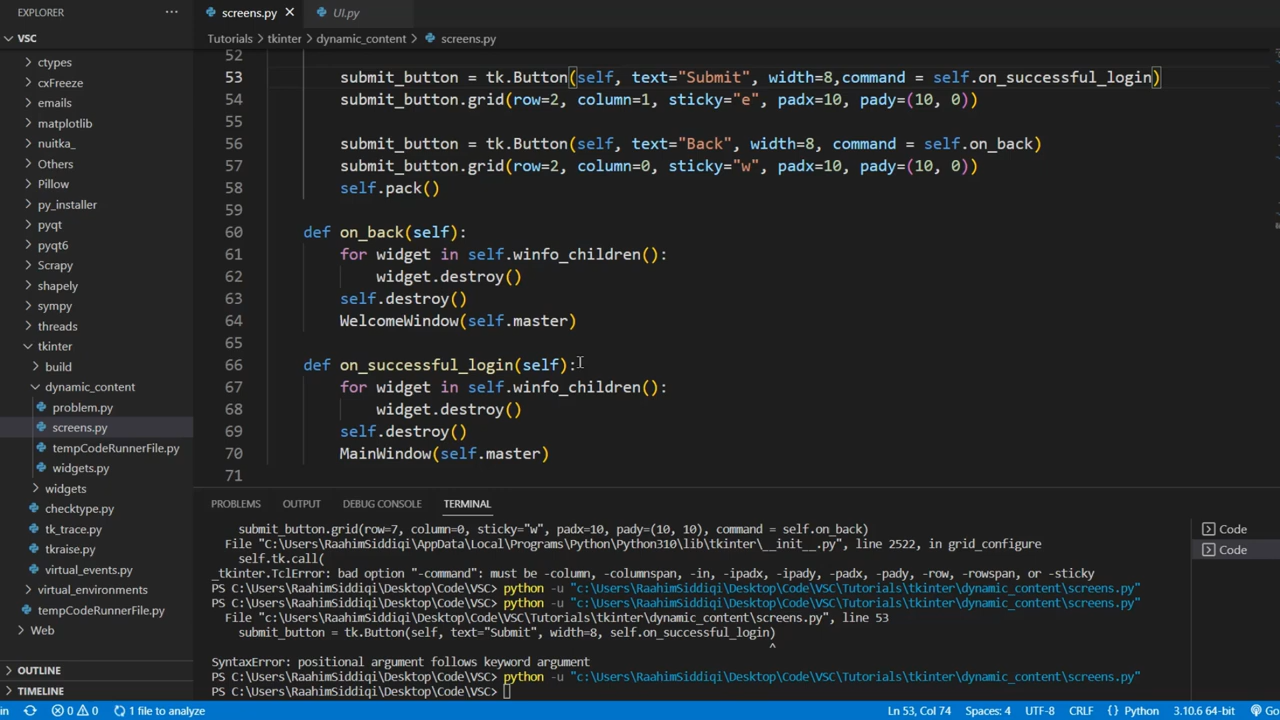 EXPLORER ···
VSC
ctypes
cxFreeze
emails
matplotlib
nuitka_
Others
Pillow
py_installer
pyqt
pyqt6
Scrapy
shapely
sympy
threads
tkinter
build
dynamic_content
problem.py
screens.py
tempCodeRunnerFile.py
widgets.py
widgets
checktype.py
tk_trace.py
tkraise.py
virtual_events.py
virtual_environments
tempCodeRunnerFile.py
Web
OUTLINE
TIMELINE
screens.py UI.py
Tutorials > tkinter > dynamic_content > screens.py
52
53 submit_button = tk.Button(self, text="Submit", width=8,command = self.on_successful_login)
54 submit_button.grid(row=2, column=1, sticky="e", padx=10, pady=(10, 0))
55
56 submit_button = tk.Button(self, text="Back", width=8, command = self.on_back)
57 submit_button.grid(row=2, column=0, sticky="w", padx=10, pady=(10, 0))
58 self.pack()
59
60 def on_back(self):
61 for widget in self.winfo_children():
62 widget.destroy()
63 self.destroy()
64 WelcomeWindow(self.master)
65
66 def on_successful_login(self):
67 for widget in self.winfo_children():
68 widget.destroy()
69 self.destroy()
70 MainWindow(self.master)
71
PROBLEMS OUTPUT DEBUG CONSOLE TERMINAL
submit_button.grid(row=7, column=0, sticky="w", padx=10, pady=(10, 10), command = self.on_back)
File "C:\Users\RaahimSiddiqi\AppData\Local\Programs\Python\Python310\lib\tkinter\__init__.py", line 2522, in grid_configure
self.tk.call(
_tkinter.TclError: bad option "-command": must be -column, -columnspan, -in, -ipadx, -ipady, -padx, -pady, -row, -rowspan, or -sticky
PS C:\Users\RaahimSiddiqi\Desktop\Code\VSC> python -u "c:\Users\RaahimSiddiqi\Desktop\Code\VSC\Tutorials\tkinter\dynamic_content\screens.py"
PS C:\Users\RaahimSiddiqi\Desktop\Code\VSC> python -u "c:\Users\RaahimSiddiqi\Desktop\Code\VSC\Tutorials\tkinter\dynamic_content\screens.py"
File "c:\Users\RaahimSiddiqi\Desktop\Code\VSC\Tutorials\tkinter\dynamic_content\screens.py", line 53
submit_button = tk.Button(self, text="Submit", width=8, self.on_successful_login)
^
SyntaxError: positional argument follows keyword argument
PS C:\Users\RaahimSiddiqi\Desktop\Code\VSC> python -u "c:\Users\RaahimSiddiqi\Desktop\Code\VSC\Tutorials\tkinter\dynamic_content\screens.py"
PS C:\Users\RaahimSiddiqi\Desktop\Code\VSC>
Code
Code
in 0 0 1 file to analyze Ln 53, Col 74 Spaces: 4 UTF-8 CRLF { } Python 3.10.6 64-bit Go